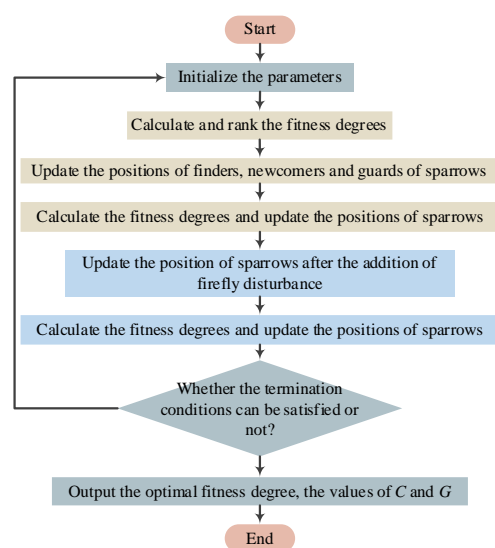 Start
Initialize the parameters
Calculate and rank the fitness degrees
Update the positions of finders, newcomers and guards of sparrows
Calculate the fitness degrees and update the positions of sparrows
Update the position of sparrows after the addition of
firefly disturbance
Calculate the fitness degrees and update the positions of sparrows
Whether the termination
conditions can be satisfied or
not?
Output the optimal fitness degree, the values of C and G
End